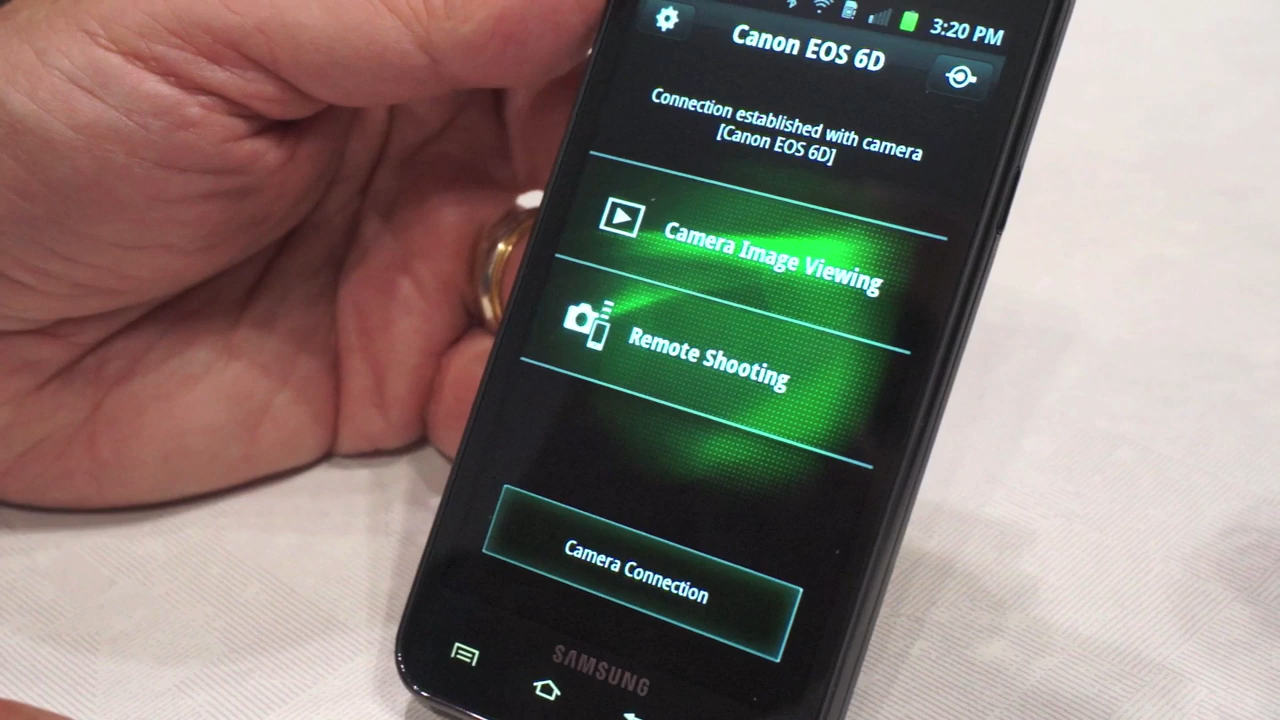 3:20 PM
Canon EOS 6D
Connection established with camera
[Canon EOS 6D]
Camera Image Viewing
Remote Shooting
Camera Connection
SAMSUNG